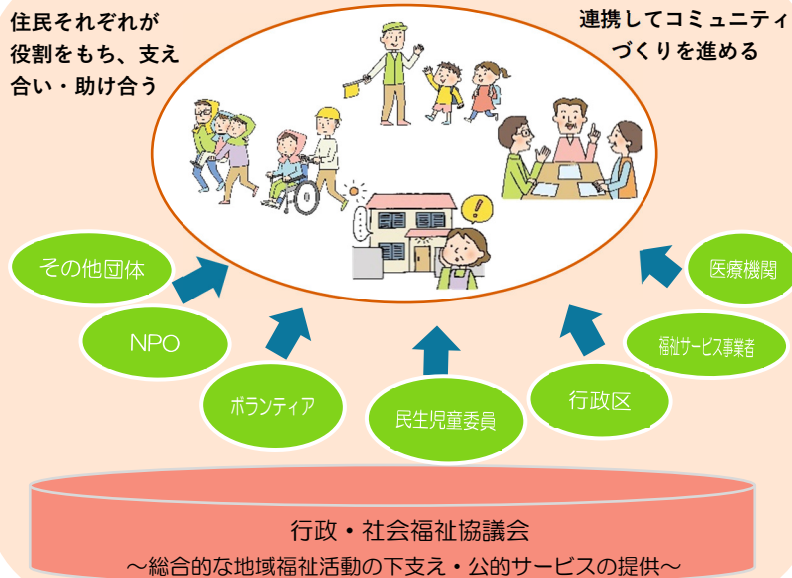 住民それぞれが
役割をもち、支え
合い・助け合う
連携してコミュニティ
づくりを進める
！
その他団体
NPO
ボランティア
民生児童委員
行政区
福祉サービス事業者
医療機関
行政・社会福祉協議会
～総合的な地域福祉活動の下支え・公的サービスの提供～